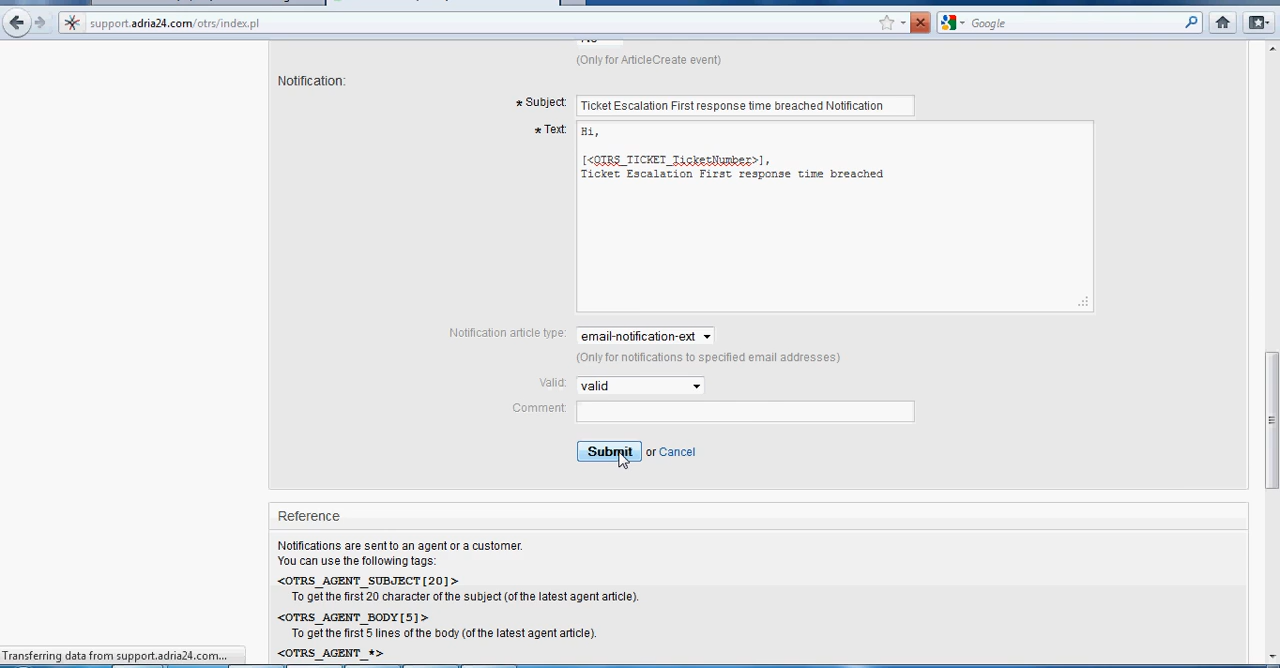 support.adria24.com/otrs/index.pl
Google
(Only for ArticleCreate event)
Notification:
* Subject: Ticket Escalation First response time breached Notification
* Text: Hi,
[<OTRS_TICKET_TicketNumber>],
Ticket Escalation First response time breached
Notification article type: email-notification-ext
(Only for notifications to specified email addresses)
Valid: valid
Comment:
Submit or Cancel
Reference
Notifications are sent to an agent or a customer.
You can use the following tags:
<OTRS_AGENT_SUBJECT[20]>
To get the first 20 character of the subject (of the latest agent article).
<OTRS_AGENT_BODY[5]>
To get the first 5 lines of the body (of the latest agent article).
<OTRS_AGENT_*>
Transferring data from support.adria24.com...